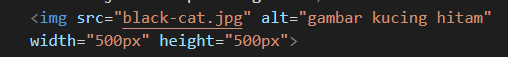 <img src="black-cat.jpg" alt="gambar kucing hitam"
width="500px" height="500px">